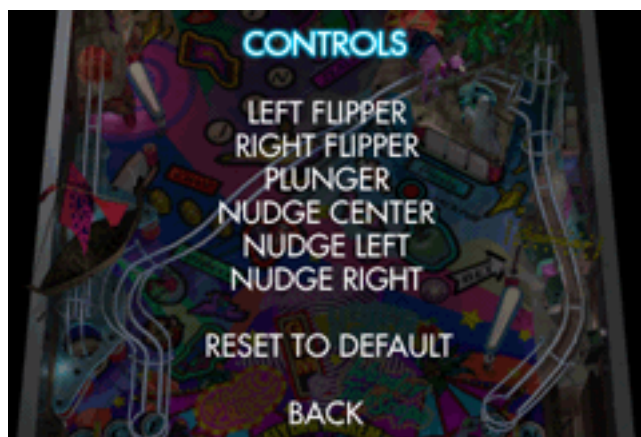 CONTROLS
LEFT FLIPPER
RIGHT FLIPPER
PLUNGER
NUDGE CENTER
NUDGE LEFT
NUDGE RIGHT
RESET TO DEFAULT
BACK